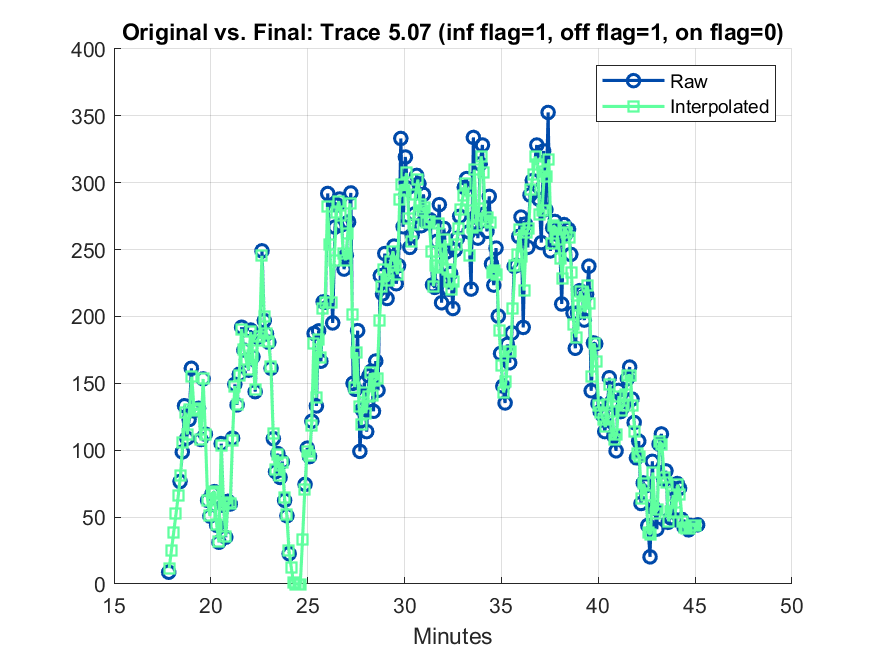 Original vs. Final: Trace 5.07 (inf flag=1, off flag=1, on flag=0)
400
350
300
250
200
150
100
50
0
Raw
Interpolated
15 20 25 30 35 40 45 50
Minutes